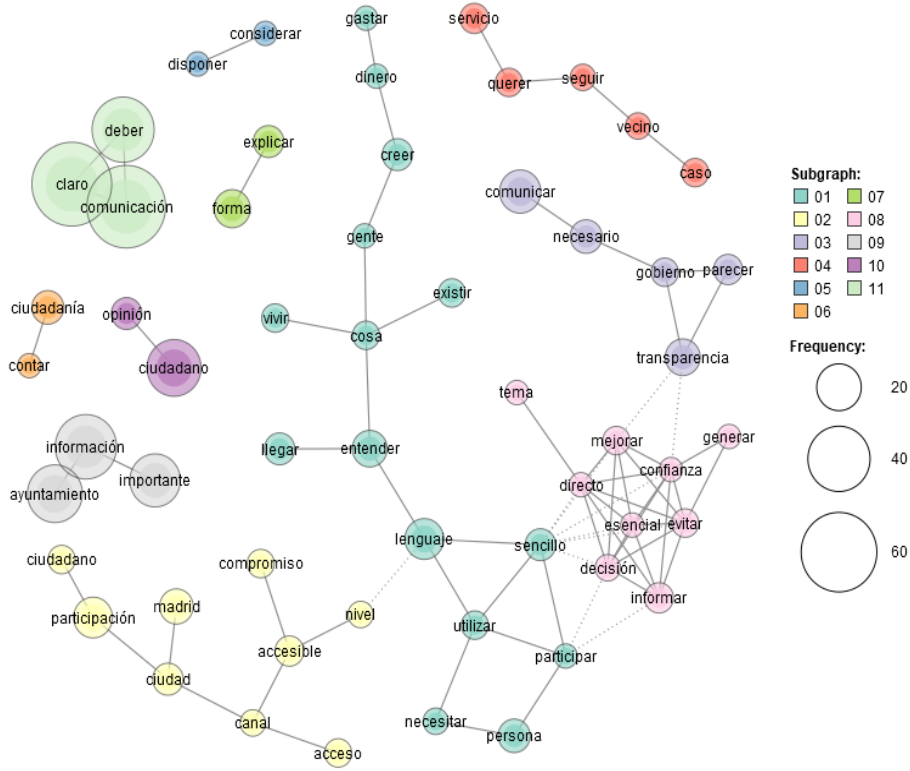 gastar
servicio
considerar
disponer
dinero
querer
seguir
deber
vecino
explicar
creer
claro
caso
comunicación
forma
comunicar
Subgraph:
01
07
02
08
03
09
04
10
05
11
06
gente
necesario
gobierno
parecer
existir
ciudadanía
opinión
vivir
cosa
Frequency:
20
40
60
transparencia
contar
ciudadano
tema
llegar
entender
mejorar
generar
información
confianza
ayuntamiento
importante
directo
esencial
evitar
lenguaje
sencillo
ciudadano
compromiso
decisión
informar
participación
madrid
nivel
utilizar
accesible
participar
ciudad
canal
necesitar
persona
acceso